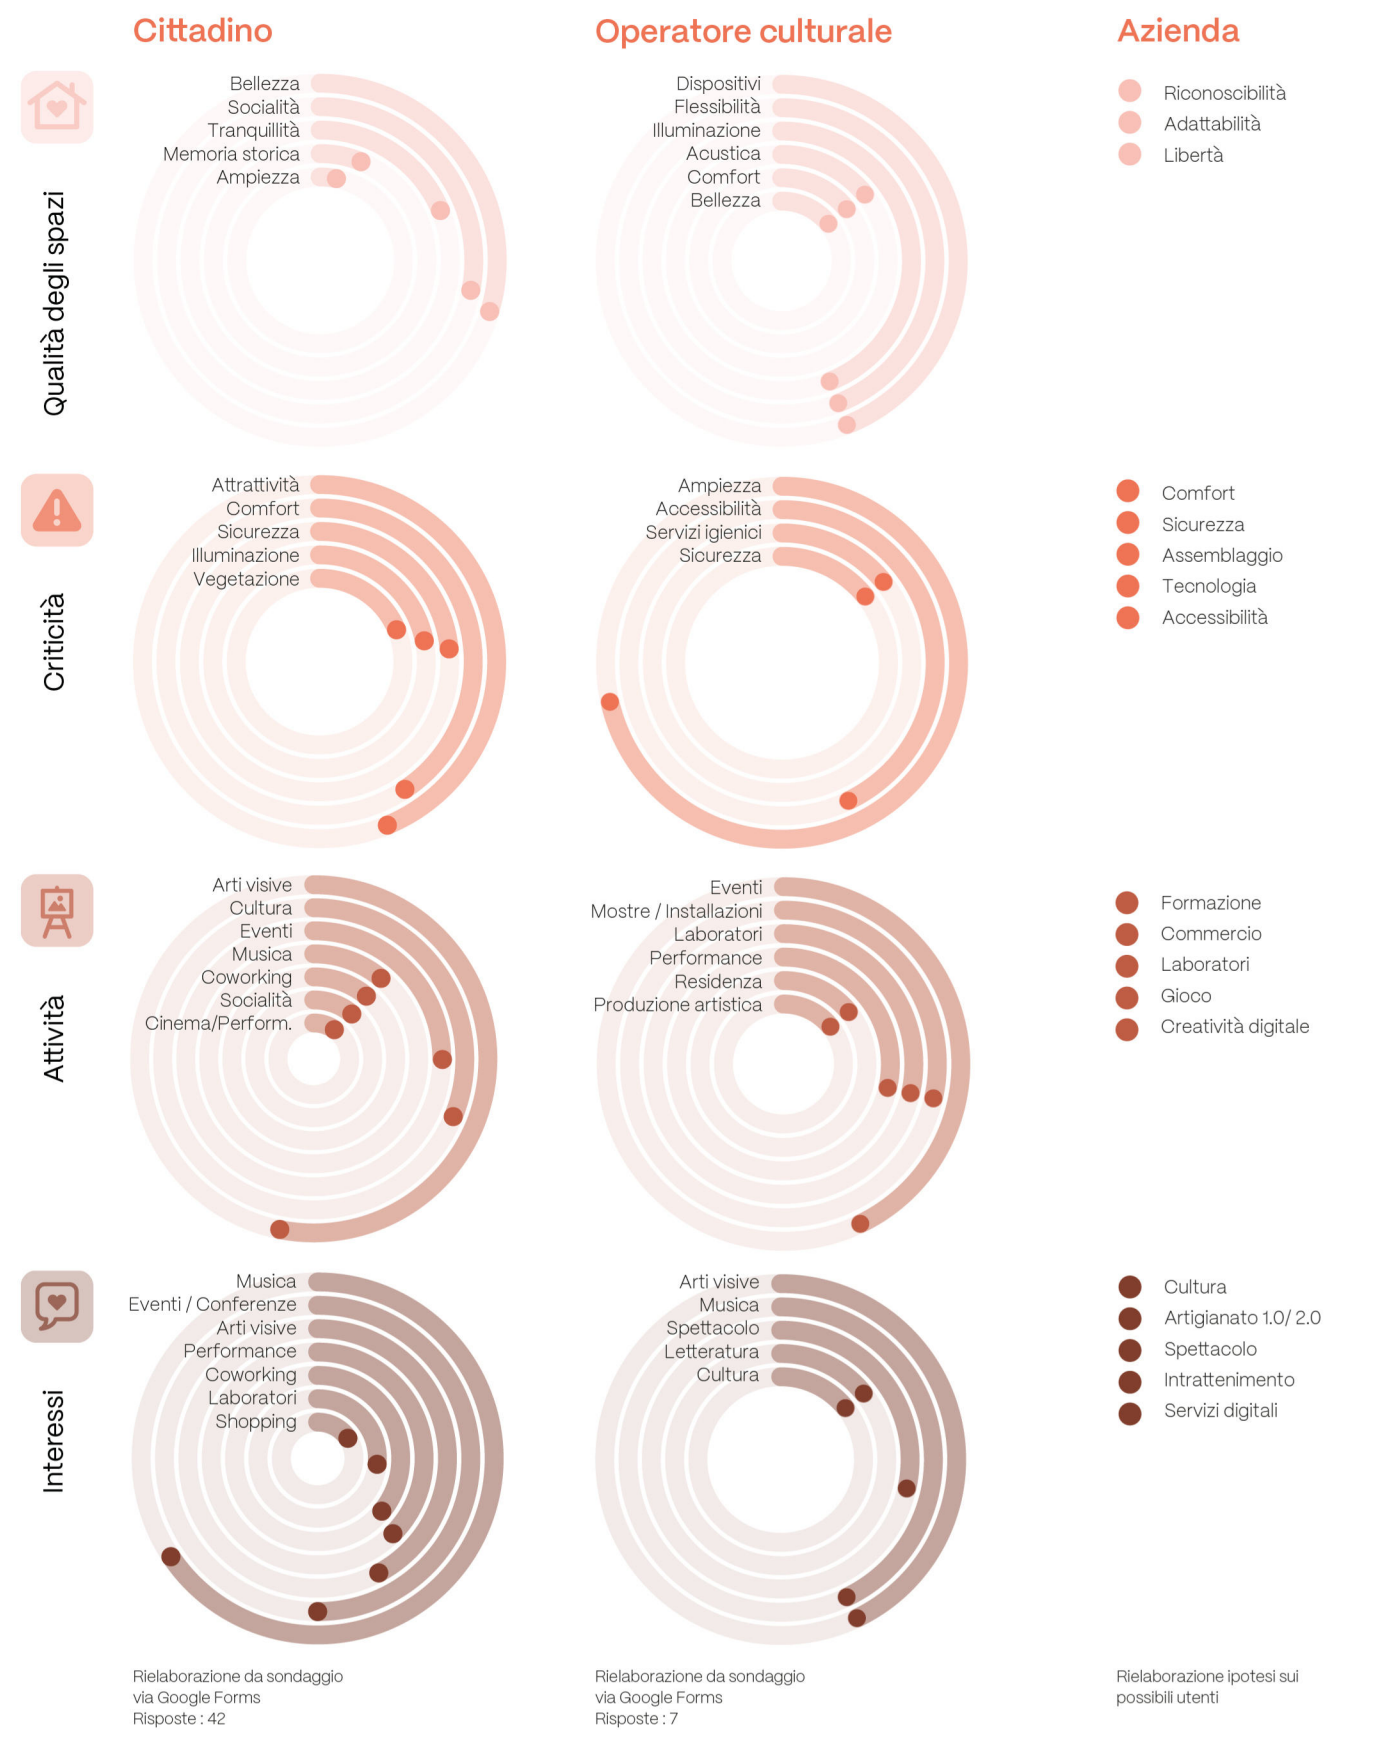 Cittadino
Operatore culturale
Azienda
Qualità degli spazi
Bellezza
Socialità
Tranquillità
Memoria storica
Ampiezza
Dispositivi
Flessibilità
Illuminazione
Acustica
Comfort
Bellezza
Riconoscibilità
Adattabilità
Libertà
Criticità
Attrattività
Comfort
Sicurezza
Illuminazione
Vegetazione
Ampiezza
Accessibilità
Servizi igienici
Sicurezza
Comfort
Sicurezza
Assemblaggio
Tecnologia
Accessibilità
Attività
Arti visive
Cultura
Eventi
Musica
Coworking
Socialità
Cinema/Perform.
Eventi
Mostre / Installazioni
Laboratori
Performance
Residenza
Produzione artistica
Formazione
Commercio
Laboratori
Gioco
Creatività digitale
Interessi
Musica
Eventi / Conferenze
Arti visive
Performance
Coworking
Laboratori
Shopping
Arti visive
Musica
Spettacolo
Letteratura
Cultura
Cultura
Artigianato 1.0/ 2.0
Spettacolo
Intrattenimento
Servizi digitali
Rielaborazione da sondaggio
via Google Forms
Risposte : 42
Rielaborazione da sondaggio
via Google Forms
Risposte : 7
Rielaborazione ipotesi sui
possibili utenti